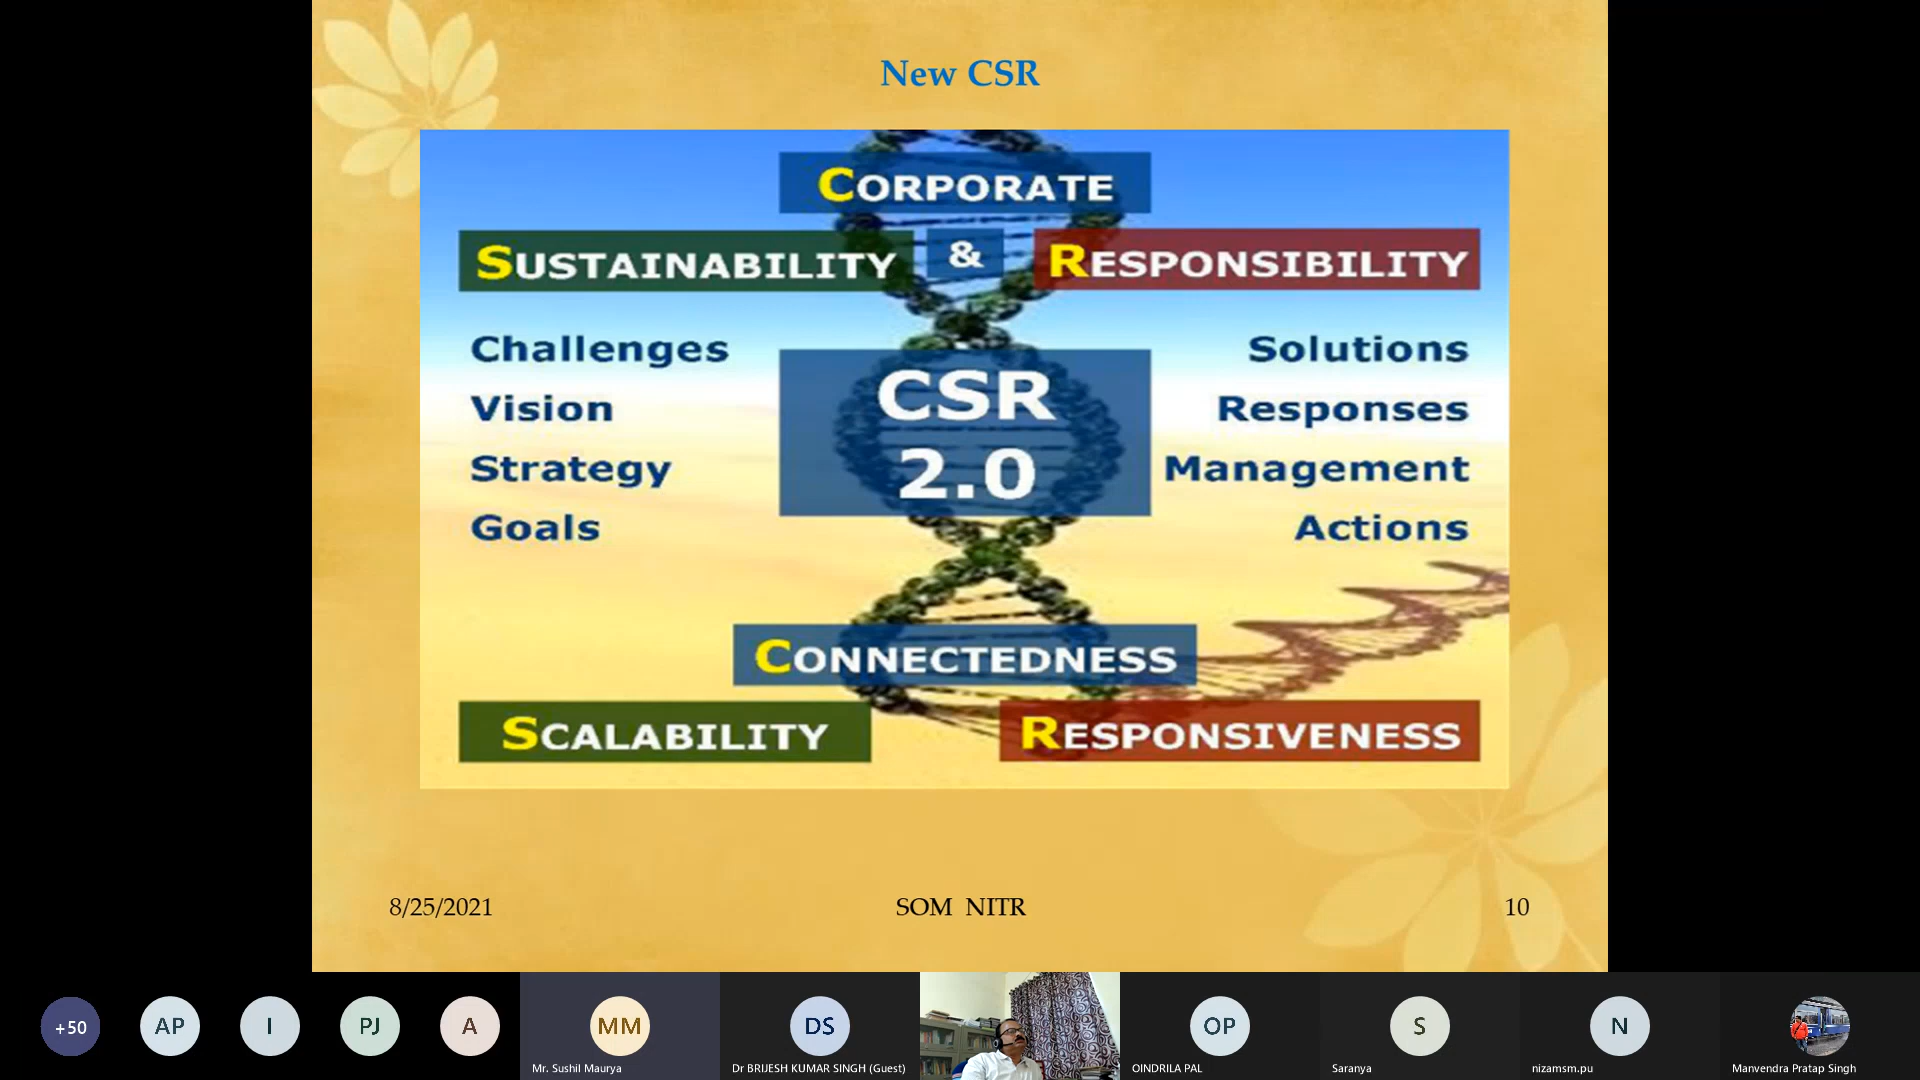 New CSR
CORPORATE
SUSTAINABILITY & RESPONSIBILITY
Challenges
Vision
Strategy
Goals
CSR
2.0
Solutions
Responses
Management
Actions
CONNECTEDNESS
SCALABILITY
RESPONSIVENESS
8/25/2021 SOM NITR 10
+50 AP I PJ A MM DS OP S N
Mr. Sushil Maurya Dr BRIJESH KUMAR SINGH (Guest) OINDRILA PAL Saranya nizamsm.pu Manvendra Pratap Singh